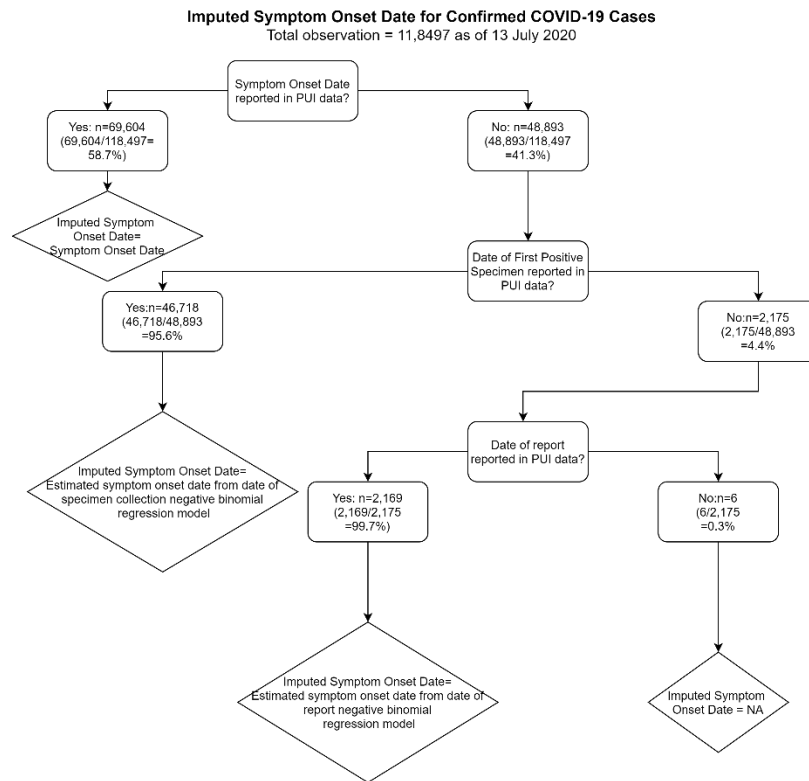 Imputed Symptom Onset Date for Confirmed COVID-19 Cases
Total observation = 11,8497 as of 13 July 2020
Symptom Onset Date
reported in PUI data?
Yes: n=69,604
(69,604/118,497=
58.7%)
No: n=48,893
(48,893/118,497
=41.3%)
Imputed Symptom
Onset Date=
Symptom Onset Date
Date of First Positive
Specimen reported in
PUI data?
Yes:n=46,718
(46,718/48,893
=95.6%
No:n=2,175
(2,175/48,893
=4.4%
Date of report
reported in PUI data?
Imputed Symptom Onset Date=
Estimated symptom onset date from date of
specimen collection negative binomial
regression model
Yes: n=2,169
(2,169/2,175
=99.7%)
No:n=6
(6/2,175
=0.3%
Imputed Symptom Onset Date=
Estimated symptom onset date from date of
report negative binomial
regression model
Imputed Symptom
Onset Date = NA